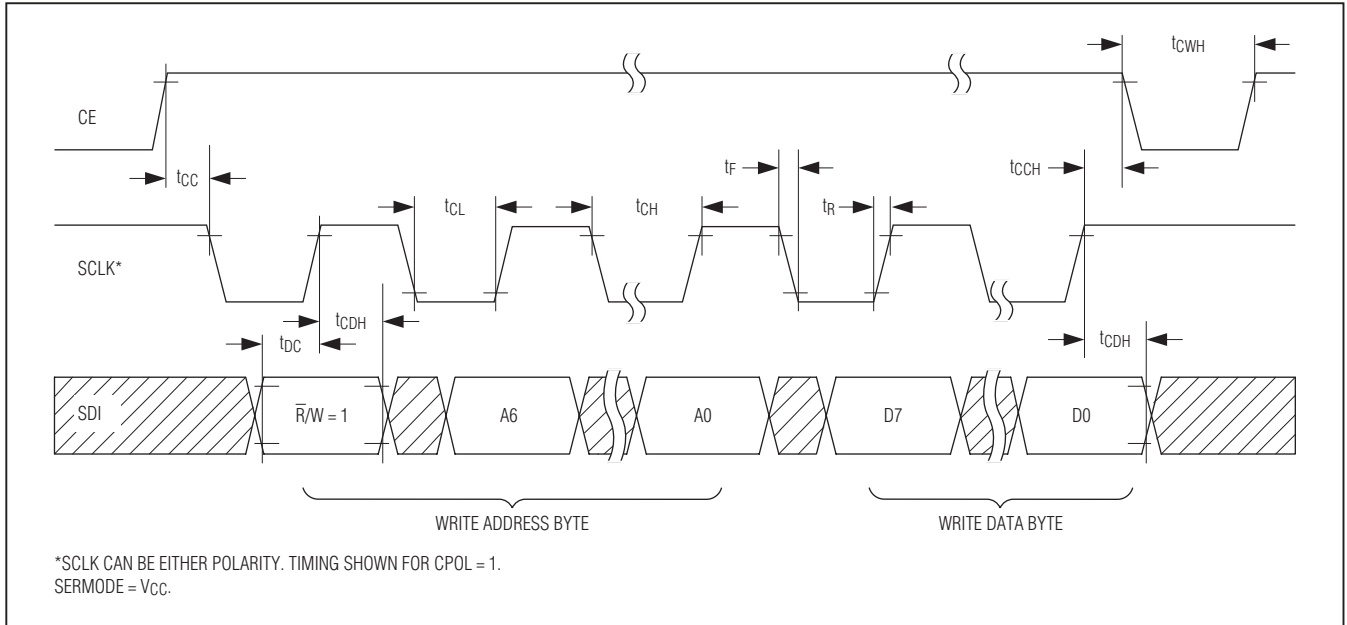 tCWH
CE
tCC
tF
tCCH
tCL
tCH
tR
SCLK*
tDC
tCDH
tCDH
SDI
R̅/W = 1
A6
A0
D7
D0
WRITE ADDRESS BYTE
WRITE DATA BYTE
*SCLK CAN BE EITHER POLARITY. TIMING SHOWN FOR CPOL = 1.
SERMODE = VCC.